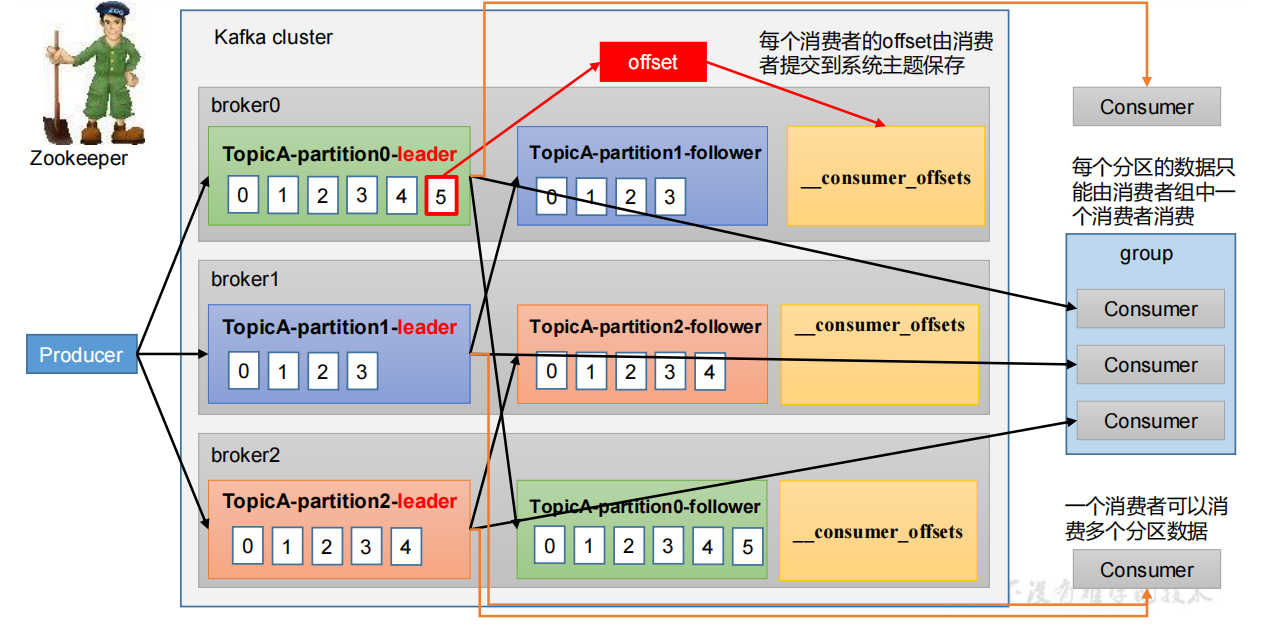 Zookeeper
Kafka cluster
offset
每个消费者的offset由消费
者提交到系统主题保存
broker0
TopicA-partition0-leader
0 1 2 3 4 5
TopicA-partition1-follower
0 1 2 3
__consumer_offsets
broker1
TopicA-partition1-leader
0 1 2 3
TopicA-partition2-follower
0 1 2 3 4
__consumer_offsets
broker2
TopicA-partition2-leader
0 1 2 3 4
TopicA-partition0-follower
0 1 2 3 4 5
__consumer_offsets
Producer
Consumer
每个分区的数据只
能由消费者组中一
个消费者消费
group
Consumer
Consumer
Consumer
一个消费者可以消
费多个分区数据
Consumer